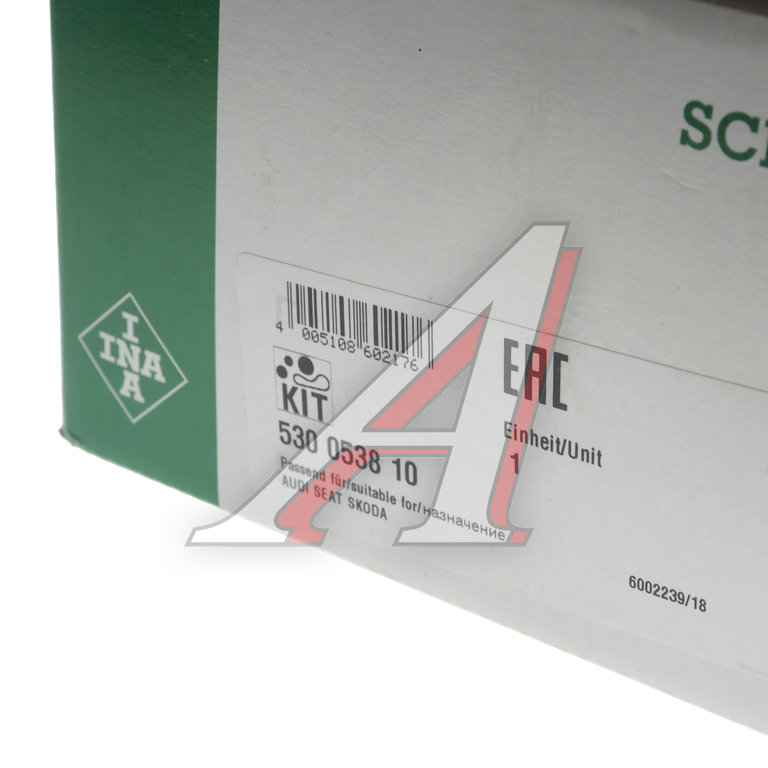 SC
I
INA
A
4 005108 602176
EAC
KIT
Einheit/Unit
1
530 0538 10
Passend für/suitable for/назначение
AUDI SEAT SKODA
6002239/18